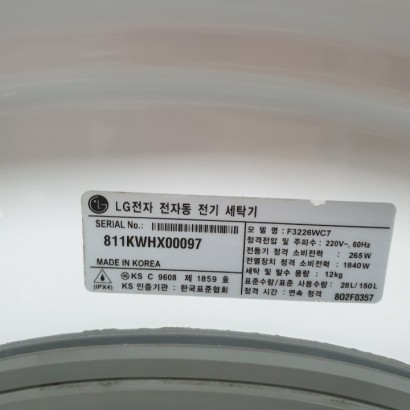 LG전자 전자동 전기 세탁기
SERIAL No. :
811KWHX00097
MADE IN KOREA
(IPX4)
KS C 9608 제 1859 호
KS 인증기관 : 한국표준협회
모 델 명 : F3226WC7
정격전압 및 주파수 : 220V~, 60Hz
전동기 정격 소비전력 : 265W
전열장치 정격 소비전력 : 1840W
세탁 및 탈수 용량 : 12kg
표준수량/표준사용수량 : 28L/150L
정격 시간 : 연속 정격
802F0357